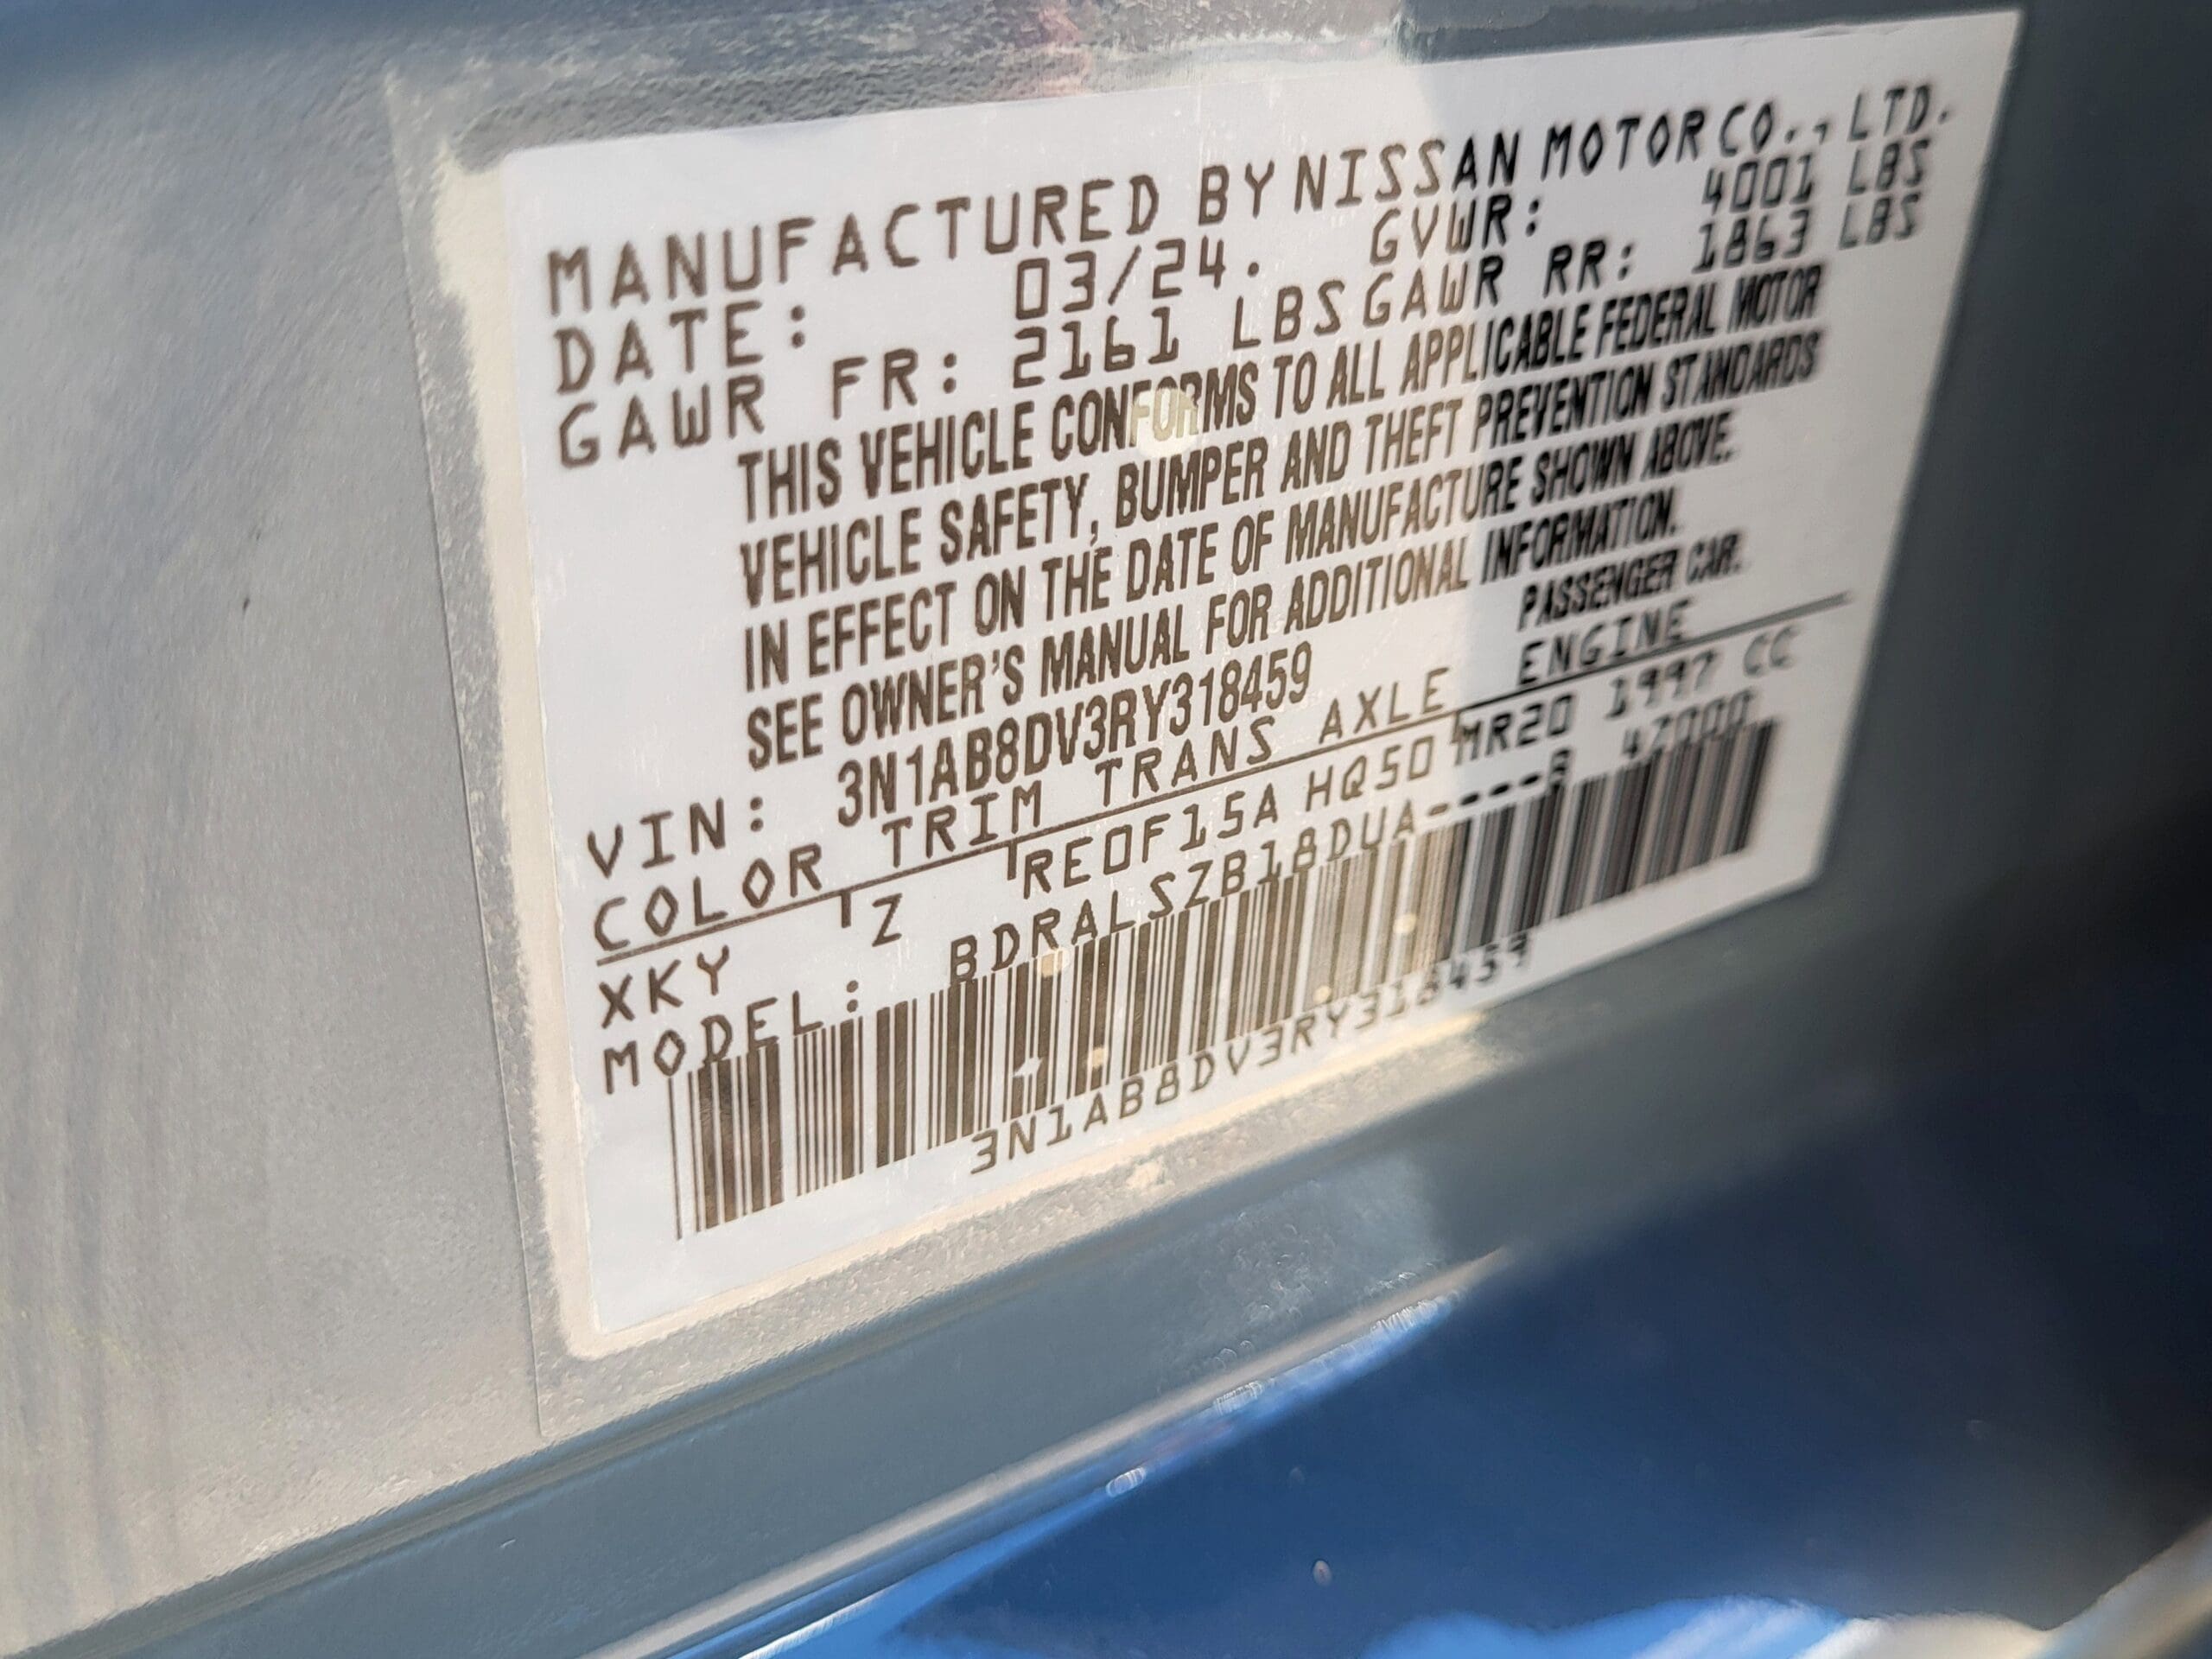 MANUFACTURED BY NISSAN MOTOR CO., LTD.
DATE: 03/24. GVWR: 4001 LBS
GAWR FR: 2161 LBS GAWR RR: 1863 LBS
THIS VEHICLE CONFORMS TO ALL APPLICABLE FEDERAL MOTOR
VEHICLE SAFETY, BUMPER AND THEFT PREVENTION STANDARDS
IN EFFECT ON THE DATE OF MANUFACTURE SHOWN ABOVE.
SEE OWNER'S MANUAL FOR ADDITIONAL INFORMATION.
VIN: 3N1AB8DV3RY318459 PASSENGER CAR.
COLOR TRIM TRANS AXLE ENGINE
XKY Z RE0F15A HQ50 MR20 1997 CC
MODEL: BDRALSZB18DUA----B
3N1AB8DV3RY318459